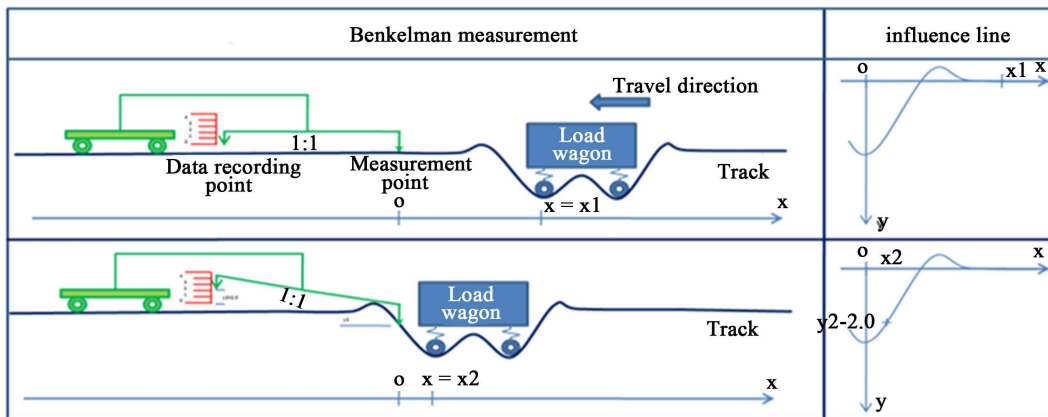 Benkelman measurement
influence line
Travel direction
Load
wagon
1:1
Data recording
point
Measurement
point
Track
o
x = x1
x
o
x1
x
y
1:1
Load
wagon
Track
o
x = x2
x
o
x2
x
y2-2.0
y